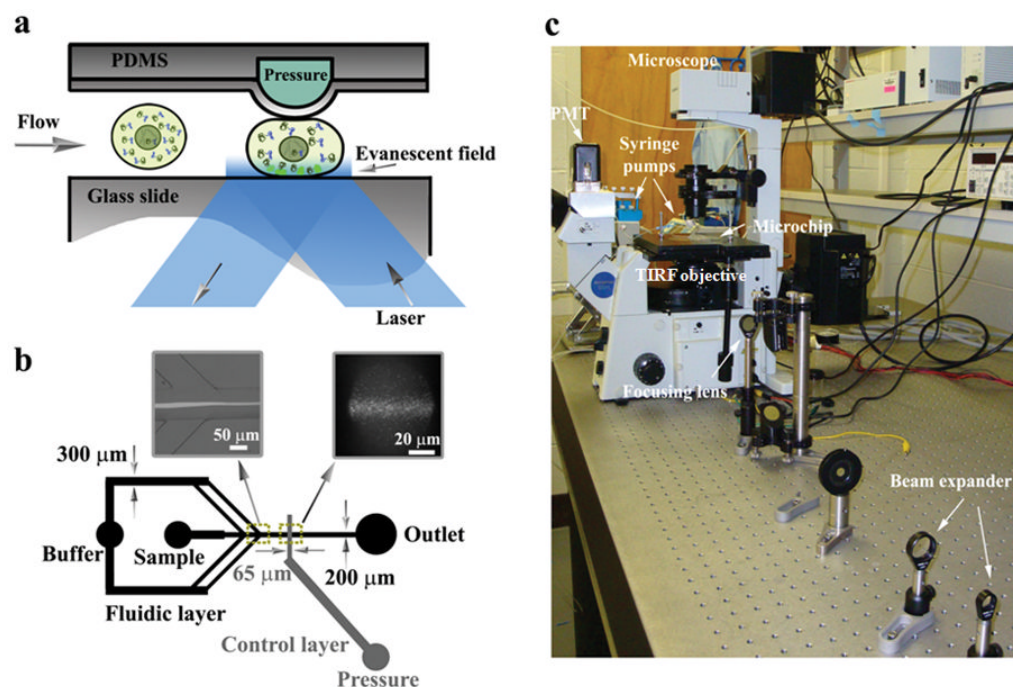 a
PDMS
Pressure
Flow
Evanescent field
Glass slide
Laser
b
50 μm
20 μm
300 μm
Buffer
Sample
Outlet
65 μm
200 μm
Fluidic layer
Control layer
Pressure
c
Microscope
PMT
Syringe
pumps
Microchip
TIRF objective
Focusing lens
Beam expander